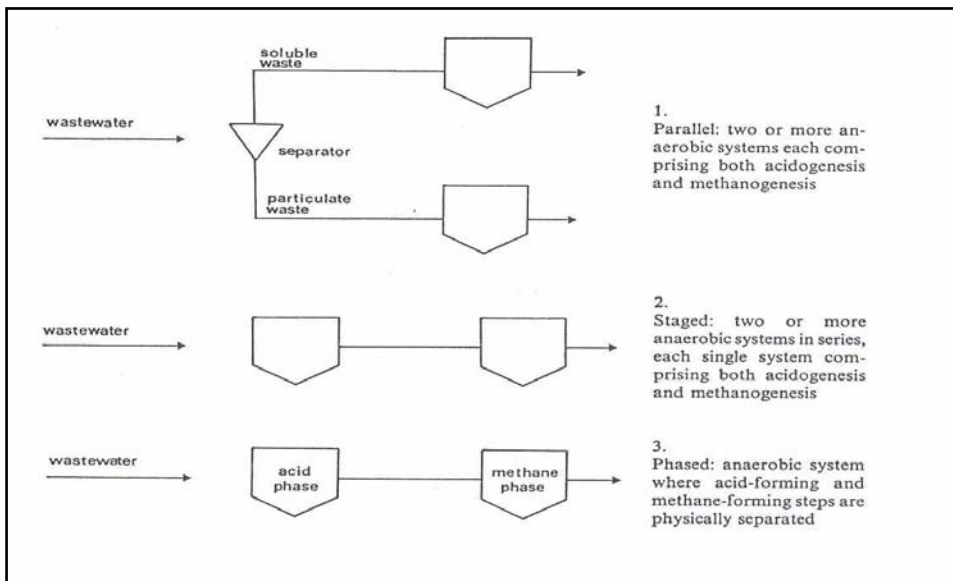 soluble
waste
wastewater
separator
particulate
waste
1.
Parallel: two or more an-
aerobic systems each com-
prising both acidogenesis
and methanogenesis
wastewater
2.
Staged: two or more
anaerobic systems in series,
each single system com-
prising both acidogenesis
and methanogenesis
wastewater
acid
phase
methane
phase
3.
Phased: anaerobic system
where acid-forming and
methane-forming steps are
physically separated